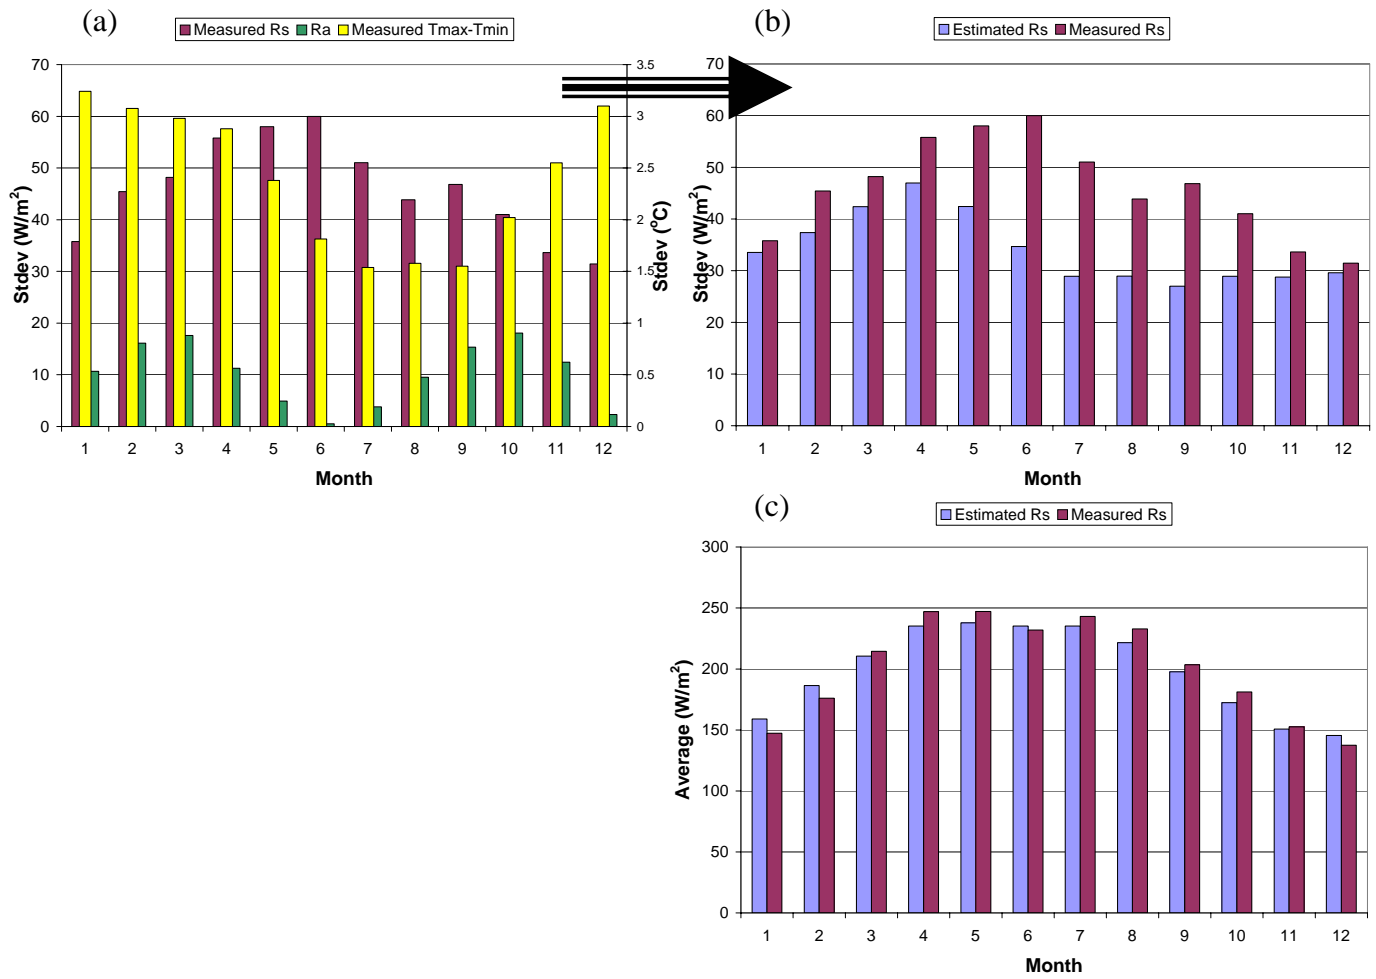 (a)
Measured Rs Ra Measured Tmax-Tmin
70
60
50
40
30
20
10
0
Stdev (W/m²)
3.5
3
2.5
2
1.5
1
0.5
0
Stdev (°C)
1 2 3 4 5 6 7 8 9 10 11 12
Month
(b)
Estimated Rs Measured Rs
70
60
50
40
30
20
10
0
Stdev (W/m²)
1 2 3 4 5 6 7 8 9 10 11 12
Month
(c)
Estimated Rs Measured Rs
300
250
200
150
100
50
0
Average (W/m²)
1 2 3 4 5 6 7 8 9 10 11 12
Month